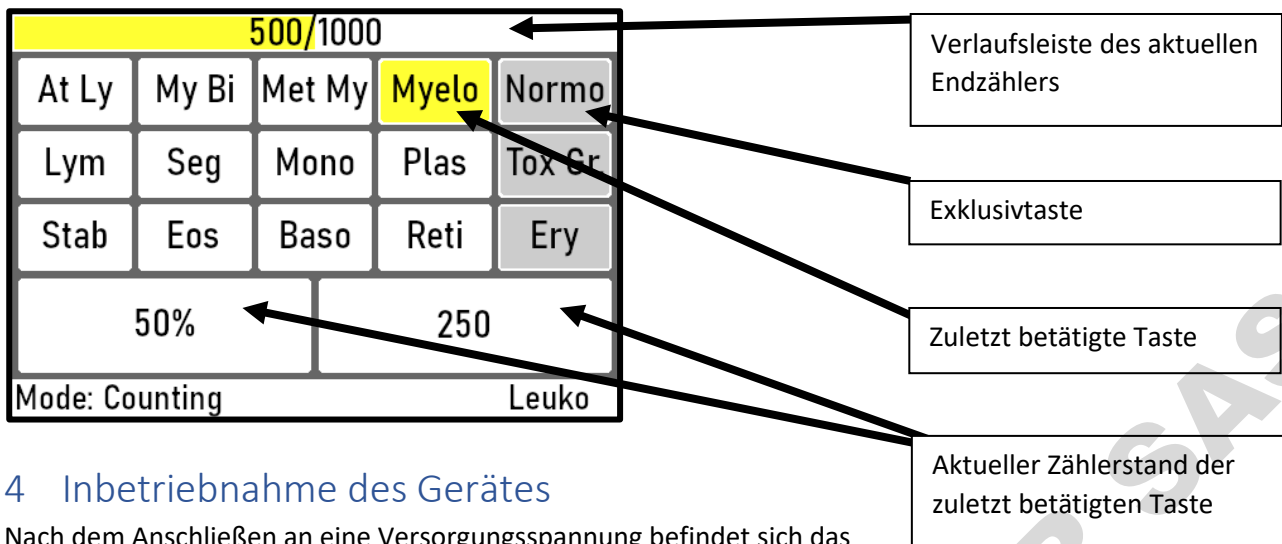 500/1000
At Ly My Bi Met My Myelo Normo
Lym Seg Mono Plas Tox Gr.
Stab Eos Baso Reti Ery
50% 250
Mode: Counting Leuko
Verlaufsleiste des aktuellen
Endzählers
Exklusivtaste
Zuletzt betätigte Taste
Aktueller Zählerstand der
zuletzt betätigten Taste
4 Inbetriebnahme des Gerätes
Nach dem Anschließen an eine Versorgungsspannung befindet sich das
SAS